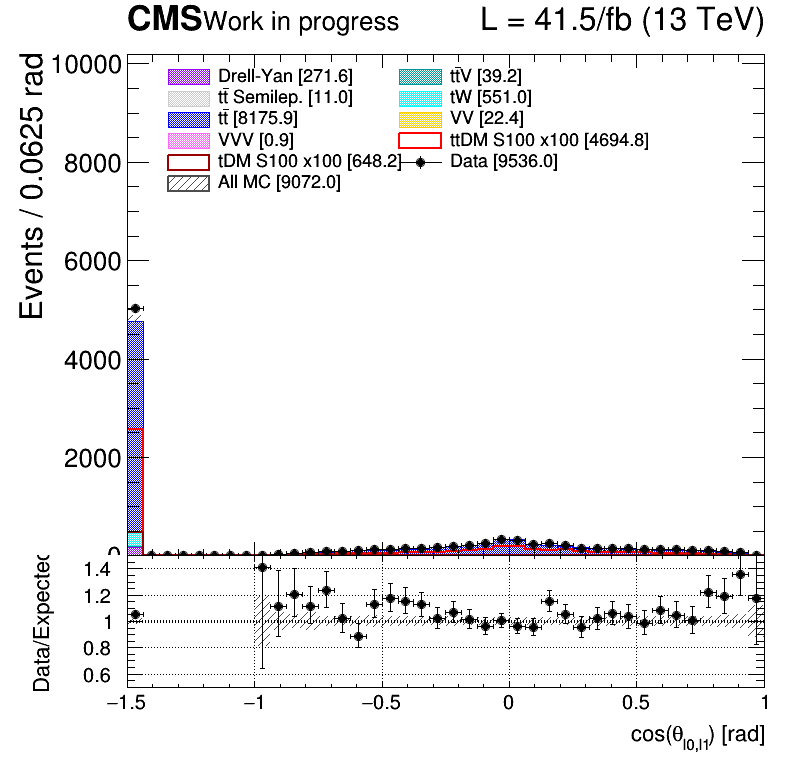 CMS Work in progress L = 41.5/fb (13 TeV)
Events / 0.0625 rad
10000
8000
6000
4000
2000
0
Drell-Yan [271.6] tt̄V [39.2]
tt̄ Semilep. [11.0] tW [551.0]
tt̄ [8175.9] VV [22.4]
VVV [0.9] ttDM S100 x100 [4694.8]
tDM S100 x100 [648.2] Data [9536.0]
All MC [9072.0]
Data/Expected
1.4
1.2
1
0.8
0.6
−1.5 −1 −0.5 0 0.5 1
cos(θ_l0,l1) [rad]